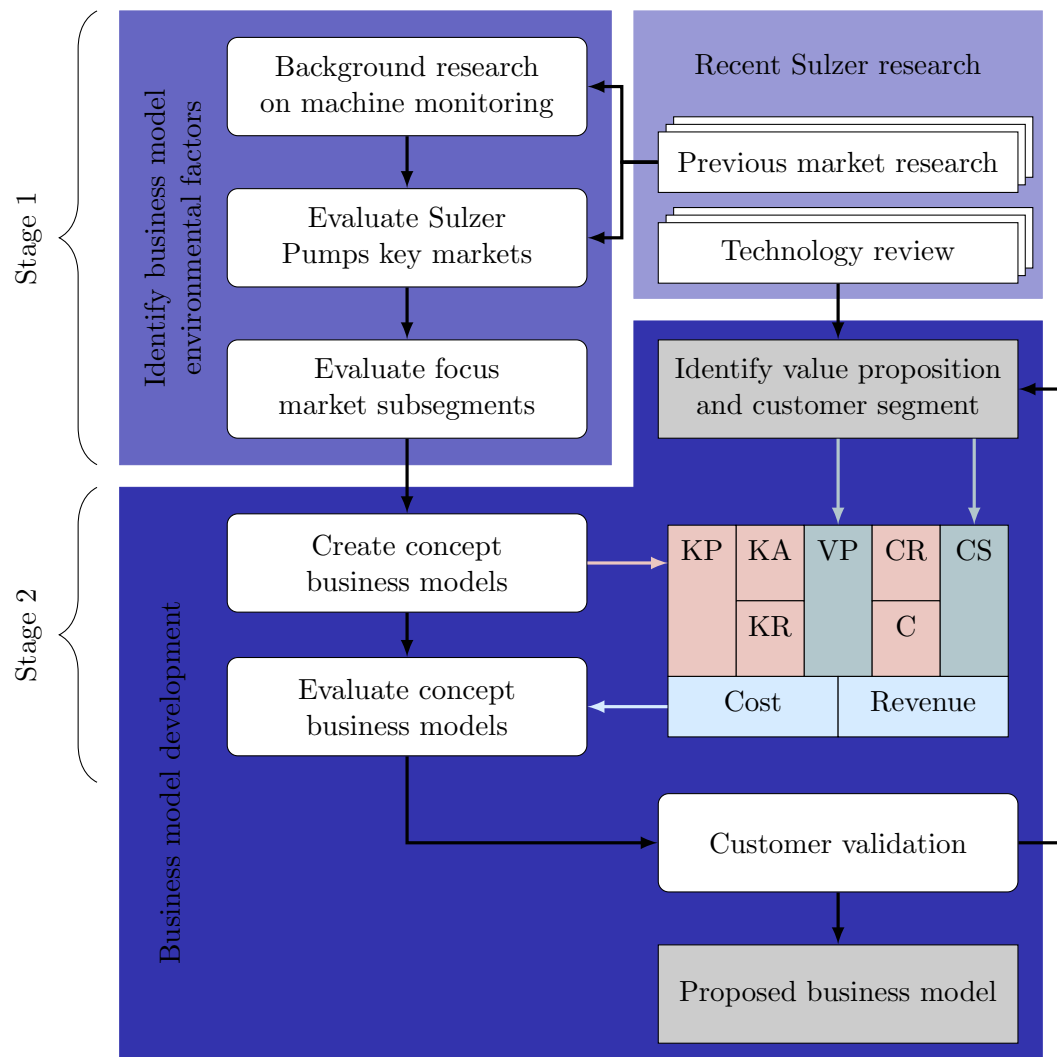 Stage 1
Identify business model
environmental factors
Background research
on machine monitoring
Evaluate Sulzer
Pumps key markets
Evaluate focus
market subsegments
Recent Sulzer research
Previous market research
Technology review
Identify value proposition
and customer segment
Stage 2
Business model development
Create concept
business models
Evaluate concept
business models
KP
KA
VP
CR
CS
KR
C
Cost
Revenue
Customer validation
Proposed business model